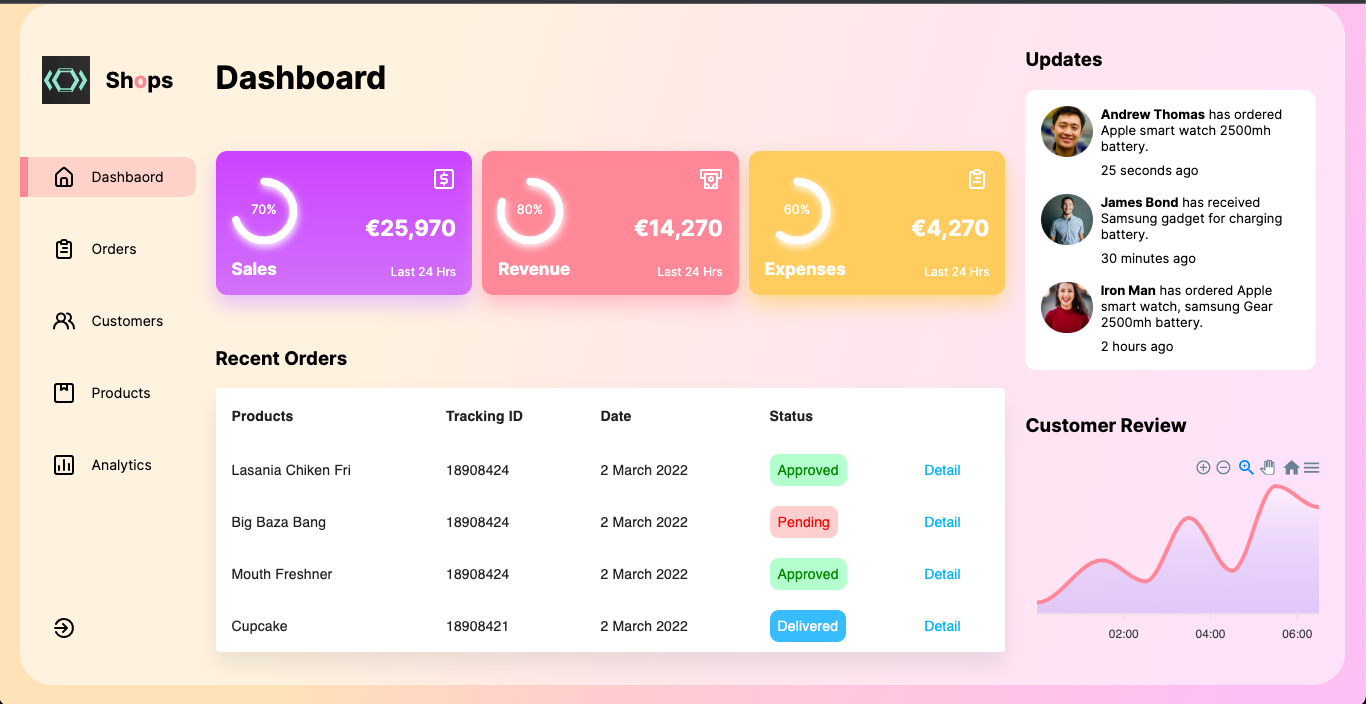 Shops
Dashbaord
Orders
Customers
Products
Analytics
Dashboard
70%
€25,970
Sales
Last 24 Hrs
80%
€14,270
Revenue
Last 24 Hrs
60%
€4,270
Expenses
Last 24 Hrs
Recent Orders
Products Tracking ID Date Status
Lasania Chiken Fri 18908424 2 March 2022 Approved Detail
Big Baza Bang 18908424 2 March 2022 Pending Detail
Mouth Freshner 18908424 2 March 2022 Approved Detail
Cupcake 18908421 2 March 2022 Delivered Detail
Updates
Andrew Thomas has ordered
Apple smart watch 2500mh
battery.
25 seconds ago
James Bond has received
Samsung gadget for charging
battery.
30 minutes ago
Iron Man has ordered Apple
smart watch, samsung Gear
2500mh battery.
2 hours ago
Customer Review
02:00 04:00 06:00